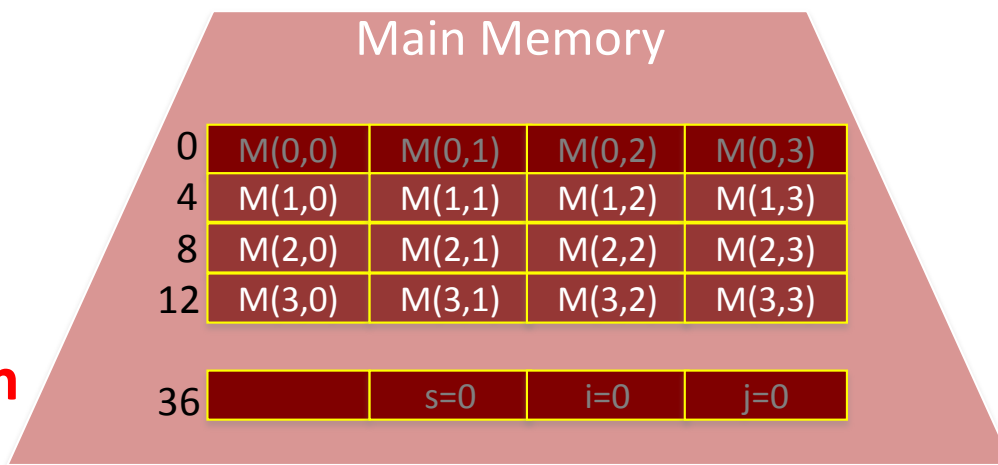 Main Memory
0 M(0,0) M(0,1) M(0,2) M(0,3)
4 M(1,0) M(1,1) M(1,2) M(1,3)
8 M(2,0) M(2,1) M(2,2) M(2,3)
12 M(3,0) M(3,1) M(3,2) M(3,3)
36 s=0 i=0 j=0